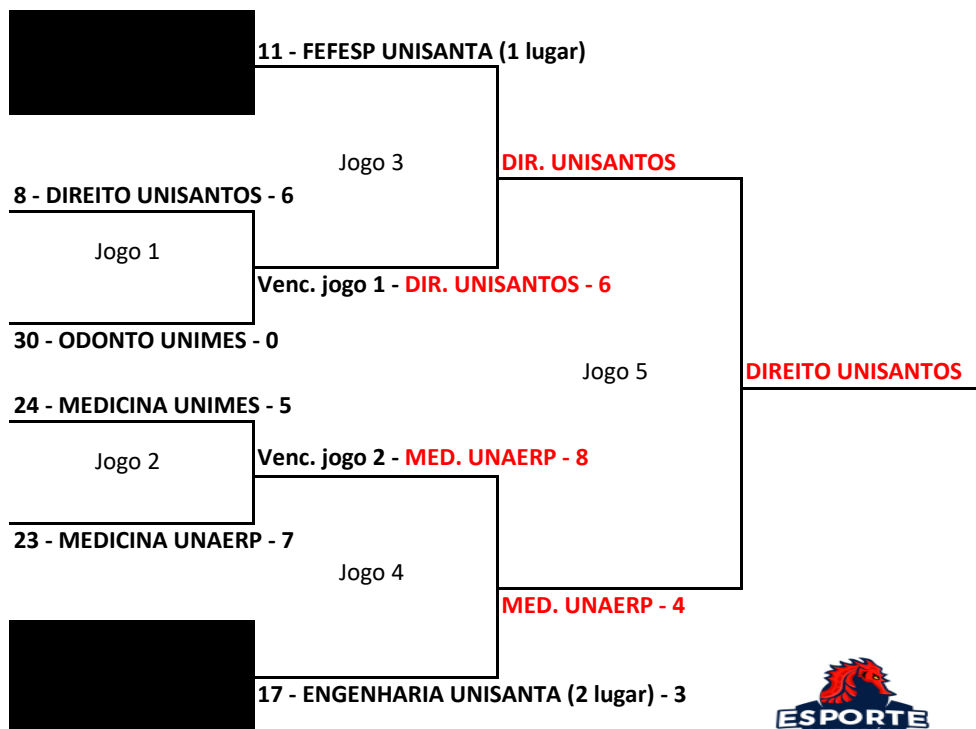 11 - FEFESP UNISANTA (1 lugar)
Jogo 3
DIR. UNISANTOS
8 - DIREITO UNISANTOS - 6
Jogo 1
Venc. jogo 1 - DIR. UNISANTOS - 6
30 - ODONTO UNIMES - 0
Jogo 5
DIREITO UNISANTOS
24 - MEDICINA UNIMES - 5
Jogo 2
Venc. jogo 2 - MED. UNAERP - 8
23 - MEDICINA UNAERP - 7
Jogo 4
MED. UNAERP - 4
17 - ENGENHARIA UNISANTA (2 lugar) - 3
ESPORTE